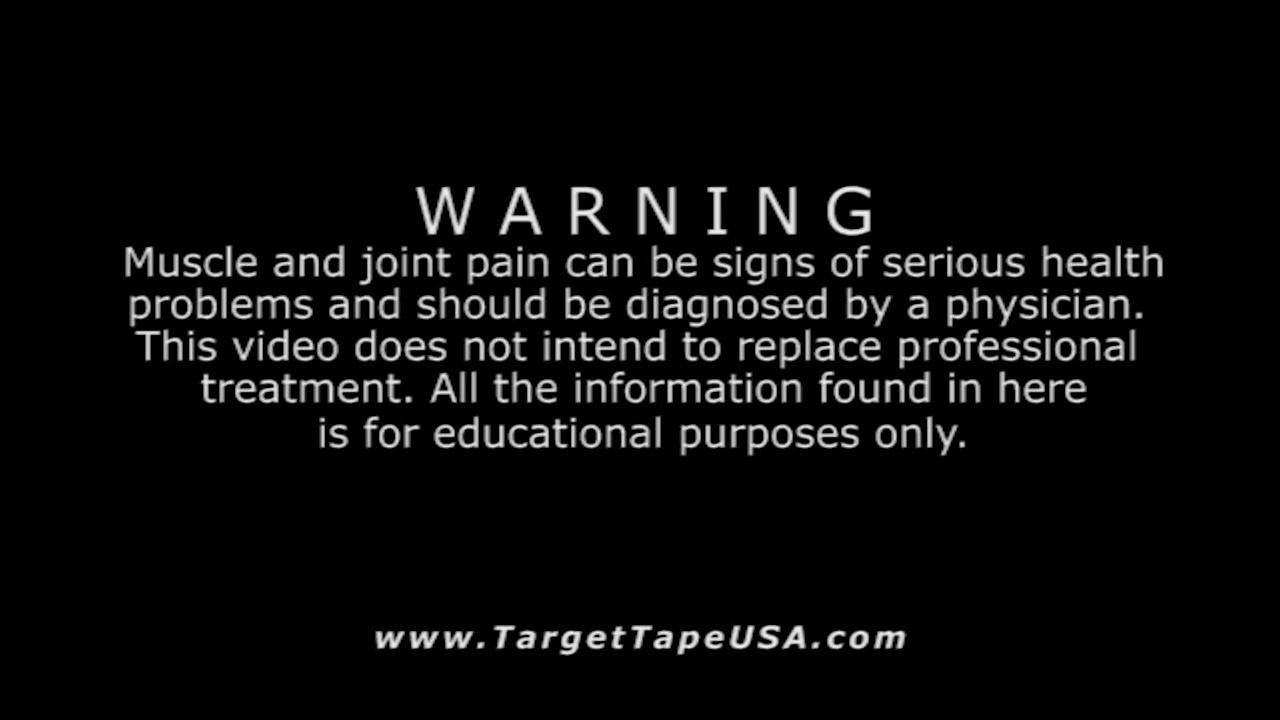 WARNING
Muscle and joint pain can be signs of serious health
problems and should be diagnosed by a physician.
This video does not intend to replace professional
treatment. All the information found in here
is for educational purposes only.
www.TargetTapeUSA.com